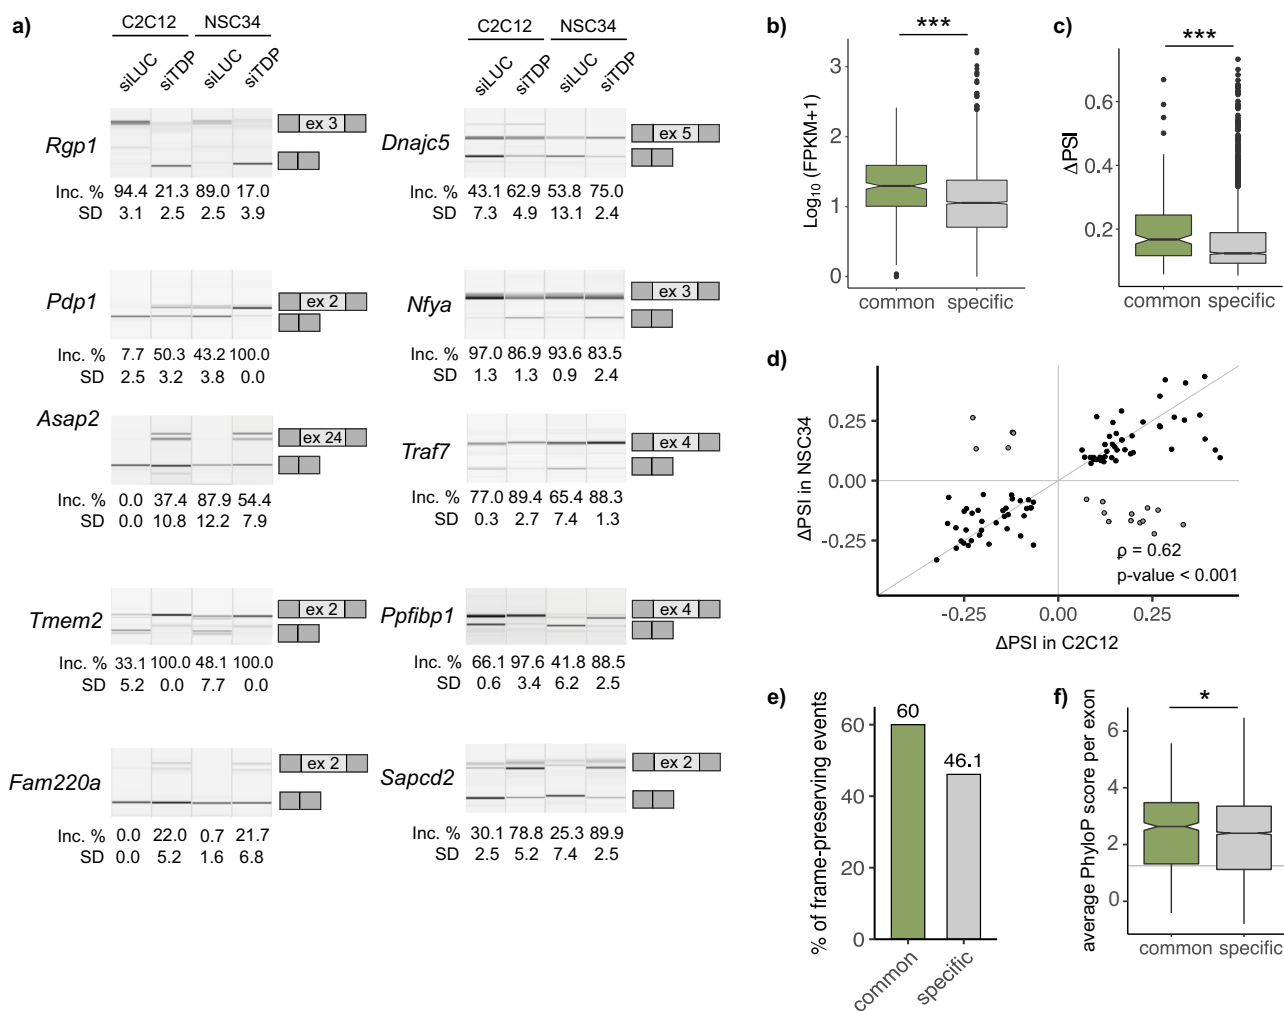 a)
C2C12 NSC34
siLUC siTDP siLUC siTDP
Rgp1
ex 3
Inc. % 94.4 21.3 89.0 17.0
SD 3.1 2.5 2.5 3.9
Pdp1
ex 2
Inc. % 7.7 50.3 43.2 100.0
SD 2.5 3.2 3.8 0.0
Asap2
ex 24
Inc. % 0.0 37.4 87.9 54.4
SD 0.0 10.8 12.2 7.9
Tmem2
ex 2
Inc. % 33.1 100.0 48.1 100.0
SD 5.2 0.0 7.7 0.0
Fam220a
ex 2
Inc. % 0.0 22.0 0.7 21.7
SD 0.0 5.2 1.6 6.8
C2C12 NSC34
siLUC siTDP siLUC siTDP
Dnajc5
ex 5
43.1 62.9 53.8 75.0
7.3 4.9 13.1 2.4
Nfya
ex 3
97.0 86.9 93.6 83.5
1.3 1.3 0.9 2.4
Traf7
ex 4
Inc. % 77.0 89.4 65.4 88.3
SD 0.3 2.7 7.4 1.3
Ppfibp1
ex 4
Inc. % 66.1 97.6 41.8 88.5
SD 0.6 3.4 6.2 2.5
Sapcd2
ex 2
Inc. % 30.1 78.8 25.3 89.9
SD 2.5 5.2 7.4 2.5
b)
***
Log10 (FPKM+1)
3
2
1
0
common specific
c)
***
ΔPSI
0.6
0.4
0.2
common specific
d)
ΔPSI in NSC34
0.25
0.00
-0.25
ρ = 0.62
p-value < 0.001
-0.25 0.00 0.25
ΔPSI in C2C12
e)
% of frame-preserving events
60
40
20
0
60
46.1
common specific
f)
*
average PhyloP score per exon
6
4
2
0
common specific